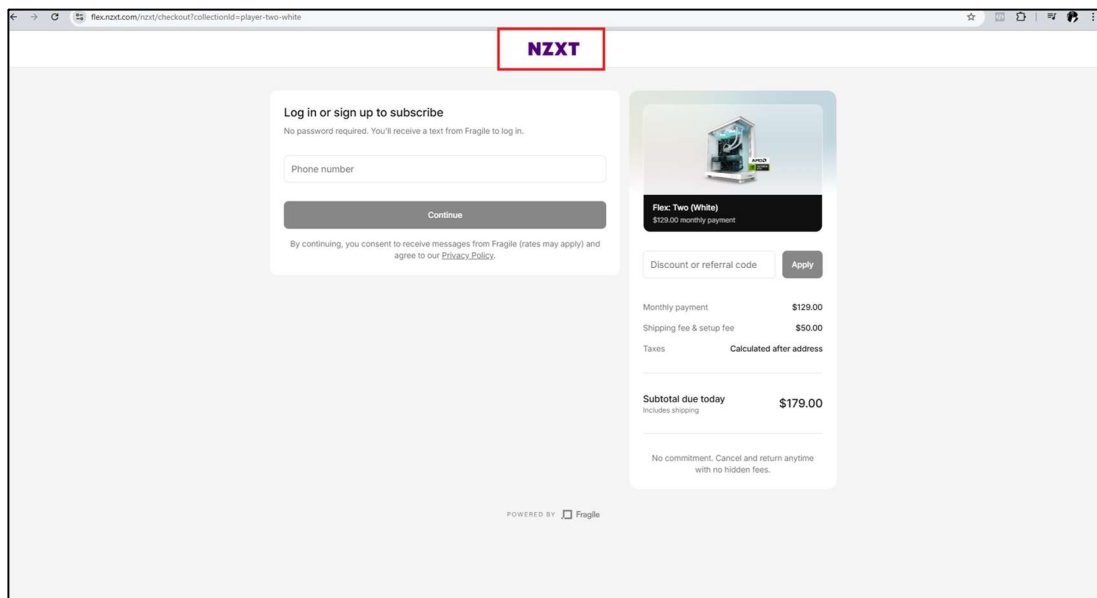 flex.nzxt.com/nzxt/checkout?collectionId=player-two-white
NZXT
Log in or sign up to subscribe
No password required. You'll receive a text from Fragile to log in.
Phone number
Continue
By continuing, you consent to receive messages from Fragile (rates may apply) and
agree to our Privacy Policy.
AMD
Flex: Two (White)
$129.00 monthly payment
Discount or referral code
Apply
Monthly payment $129.00
Shipping fee & setup fee $50.00
Taxes Calculated after address
Subtotal due today $179.00
Includes shipping
No commitment. Cancel and return anytime
with no hidden fees.
POWERED BY Fragile